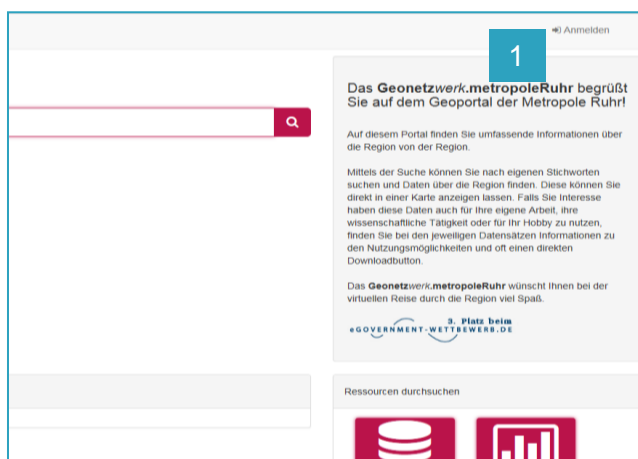 Anmelden
1
Das Geonetzwerk.metropoleRuhr begrüßt
Sie auf dem Geoportal der Metropole Ruhr!
Auf diesem Portal finden Sie umfassende Informationen über
die Region von der Region.
Mittels der Suche können Sie nach eigenen Stichworten
suchen und Daten über die Region finden. Diese können Sie
direkt in einer Karte anzeigen lassen. Falls Sie Interesse
haben diese Daten auch für Ihre eigene Arbeit, ihre
wissenschaftliche Tätigkeit oder für Ihr Hobby zu nutzen,
finden Sie bei den jeweiligen Datensätzen Informationen zu
den Nutzungsmöglichkeiten und oft einen direkten
Downloadbutton.
Das Geonetzwerk.metropoleRuhr wünscht Ihnen bei der
virtuellen Reise durch die Region viel Spaß.
3. Platz beim
eGOVERNMENT-WETTBEWERB.DE
Ressourcen durchsuchen